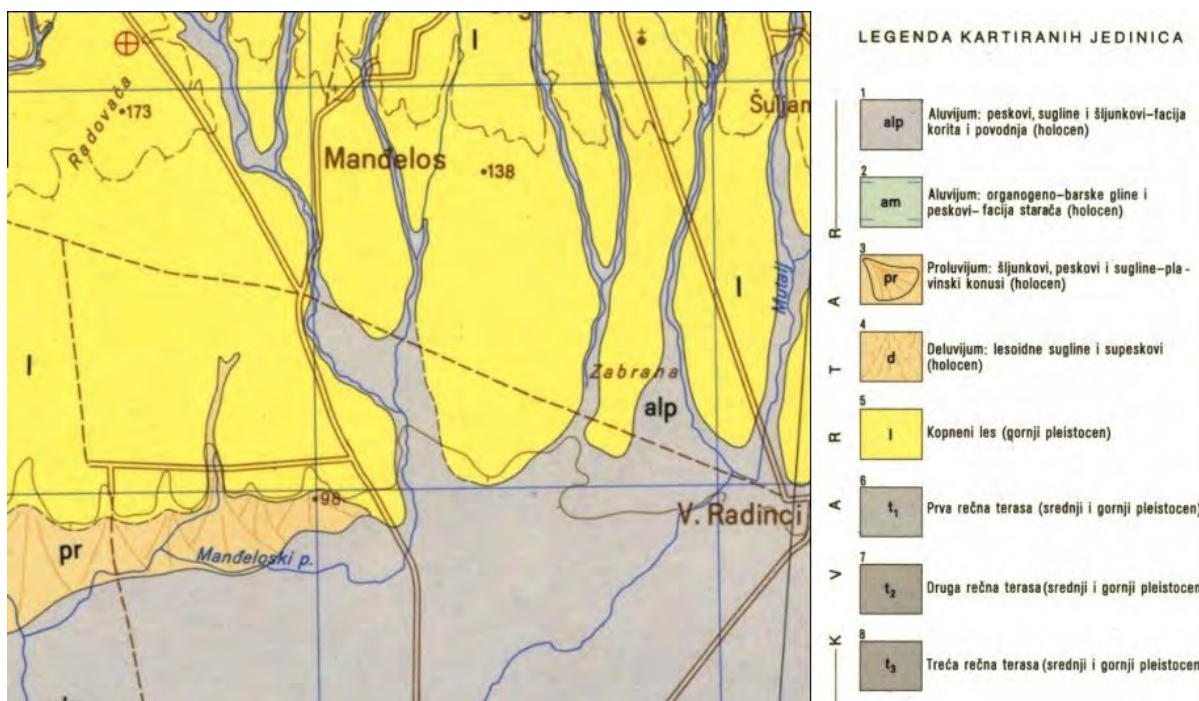 l
Radovača
173
Šuljam
Manđelos
138
l
Mutalj
l
Zabrana
alp
98
V. Radinci
pr
Manđeloski p.
LEGENDA KARTIRANIH JEDINICA
KVARTAR
1
alp
Aluvijum: peskovi, sugline i šljunkovi-facija
korita i povodnja (holocen)
2
am
Aluvijum: organogeno-barske gline i
peskovi-facija starača (holocen)
3
pr
Proluvijum: šljunkovi, peskovi i sugline-pla-
vinski konusi (holocen)
4
d
Deluvijum: lesoidne sugline i supeskovi
(holocen)
5
l
Kopneni les (gornji pleistocen)
6
t₁
Prva rečna terasa (srednji i gornji pleistocen)
7
t₂
Druga rečna terasa (srednji i gornji pleistocen
8
t₃
Treća rečna terasa (srednji i gornji pleistocen